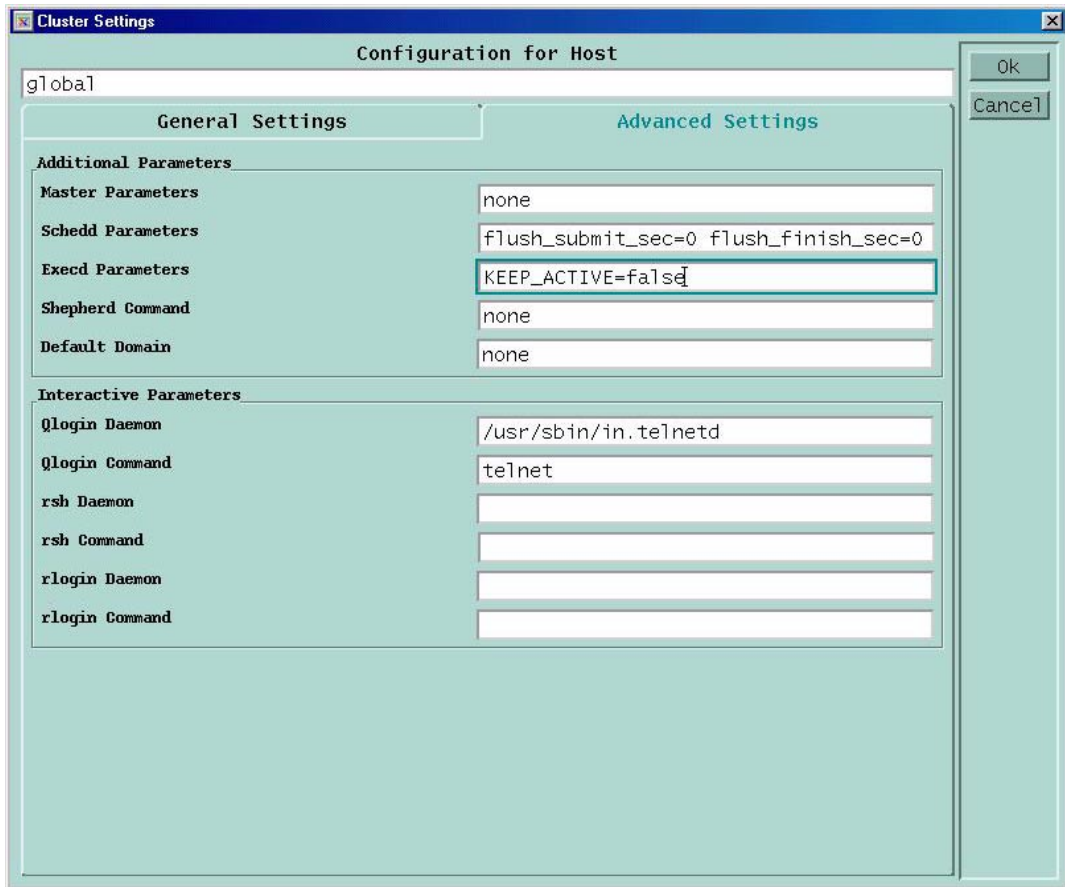 Cluster Settings
Configuration for Host
Ok
global
Cancel
General Settings
Advanced Settings
Additional Parameters
Master Parameters
none
Schedd Parameters
flush_submit_sec=0 flush_finish_sec=0
Execd Parameters
KEEP_ACTIVE=false
Shepherd Command
none
Default Domain
none
Interactive Parameters
Qlogin Daemon
/usr/sbin/in.telnetd
Qlogin Command
telnet
rsh Daemon
rsh Command
rlogin Daemon
rlogin Command